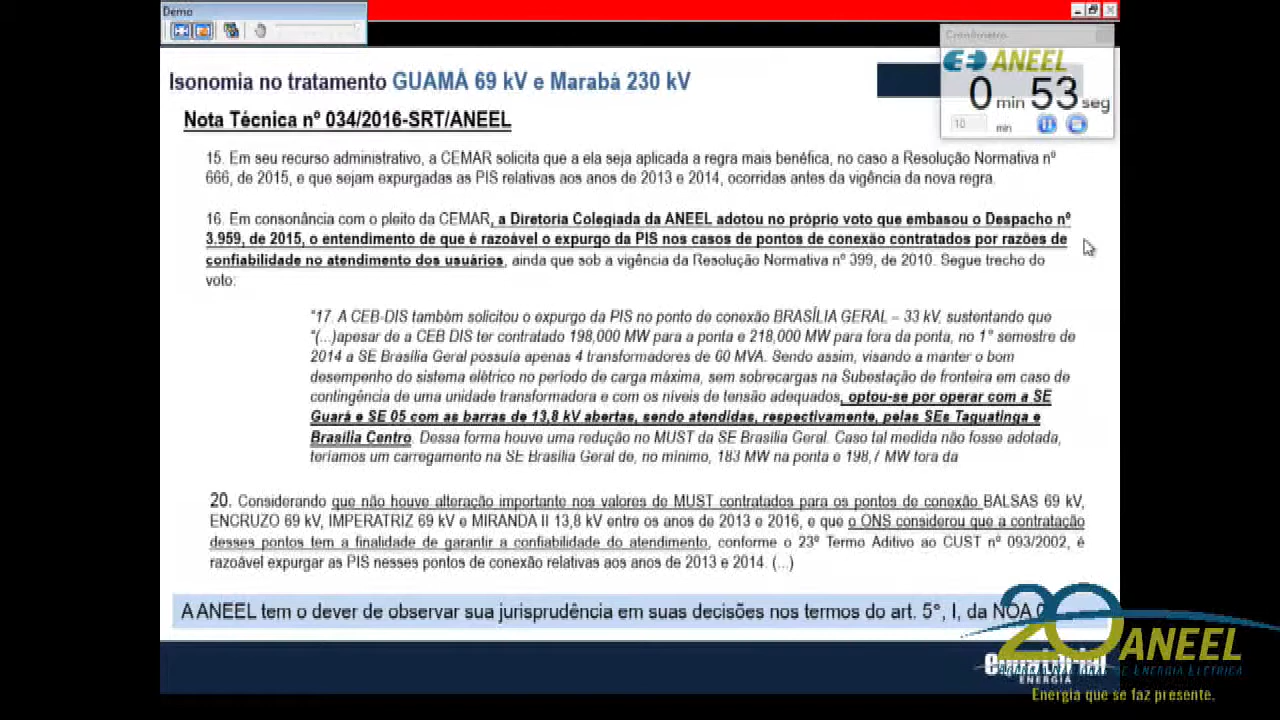 Demo
Cronômetro
ANEEL
0 min 53 seg
10 min
Isonomia no tratamento GUAMÁ 69 kV e Marabá 230 kV
Nota Técnica nº 034/2016-SRT/ANEEL
15. Em seu recurso administrativo, a CEMAR solicita que a ela seja aplicada a regra mais benéfica, no caso a Resolução Normativa nº
666, de 2015, e que sejam expurgadas as PIS relativas aos anos de 2013 e 2014, ocorridas antes da vigência da nova regra.
16. Em consonância com o pleito da CEMAR, a Diretoria Colegiada da ANEEL adotou no próprio voto que embasou o Despacho nº
3.959, de 2015, o entendimento de que é razoável o expurgo da PIS nos casos de pontos de conexão contratados por razões de
confiabilidade no atendimento dos usuários, ainda que sob a vigência da Resolução Normativa nº 399, de 2010. Segue trecho do
voto:
"17. A CEB-DIS também solicitou o expurgo da PIS no ponto de conexão BRASÍLIA GERAL – 33 kV, sustentando que
"(...)apesar de a CEB DIS ter contratado 198,000 MW para a ponta e 218,000 MW para fora da ponta, no 1° semestre de
2014 a SE Brasília Geral possuía apenas 4 transformadores de 60 MVA. Sendo assim, visando a manter o bom
desempenho do sistema elétrico no período de carga máxima, sem sobrecargas na Subestação de fronteira em caso de
contingência de uma unidade transformadora e com os níveis de tensão adequados, optou-se por operar com a SE
Guará e SE 05 com as barras de 13,8 kV abertas, sendo atendidas, respectivamente, pelas SEs Taguatinga e
Brasília Centro. Dessa forma houve uma redução no MUST da SE Brasília Geral. Caso tal medida não fosse adotada,
teríamos um carregamento na SE Brasília Geral de, no mínimo, 183 MW na ponta e 198,7 MW fora da
20. Considerando que não houve alteração importante nos valores de MUST contratados para os pontos de conexão BALSAS 69 kV,
ENCRUZO 69 kV, IMPERATRIZ 69 kV e MIRANDA II 13,8 kV entre os anos de 2013 e 2016, e que o ONS considerou que a contratação
desses pontos tem a finalidade de garantir a confiabilidade do atendimento, conforme o 23º Termo Aditivo ao CUST nº 093/2002, é
razoável expurgar as PIS nesses pontos de conexão relativas aos anos de 2013 e 2014. (...)
A ANEEL tem o dever de observar sua jurisprudência em suas decisões nos termos do art. 5°, I, da NOA
20 ANEEL
AGÊNCIA NACIONAL DE ENERGIA ELÉTRICA
ENERGIA
Energia que se faz presente.